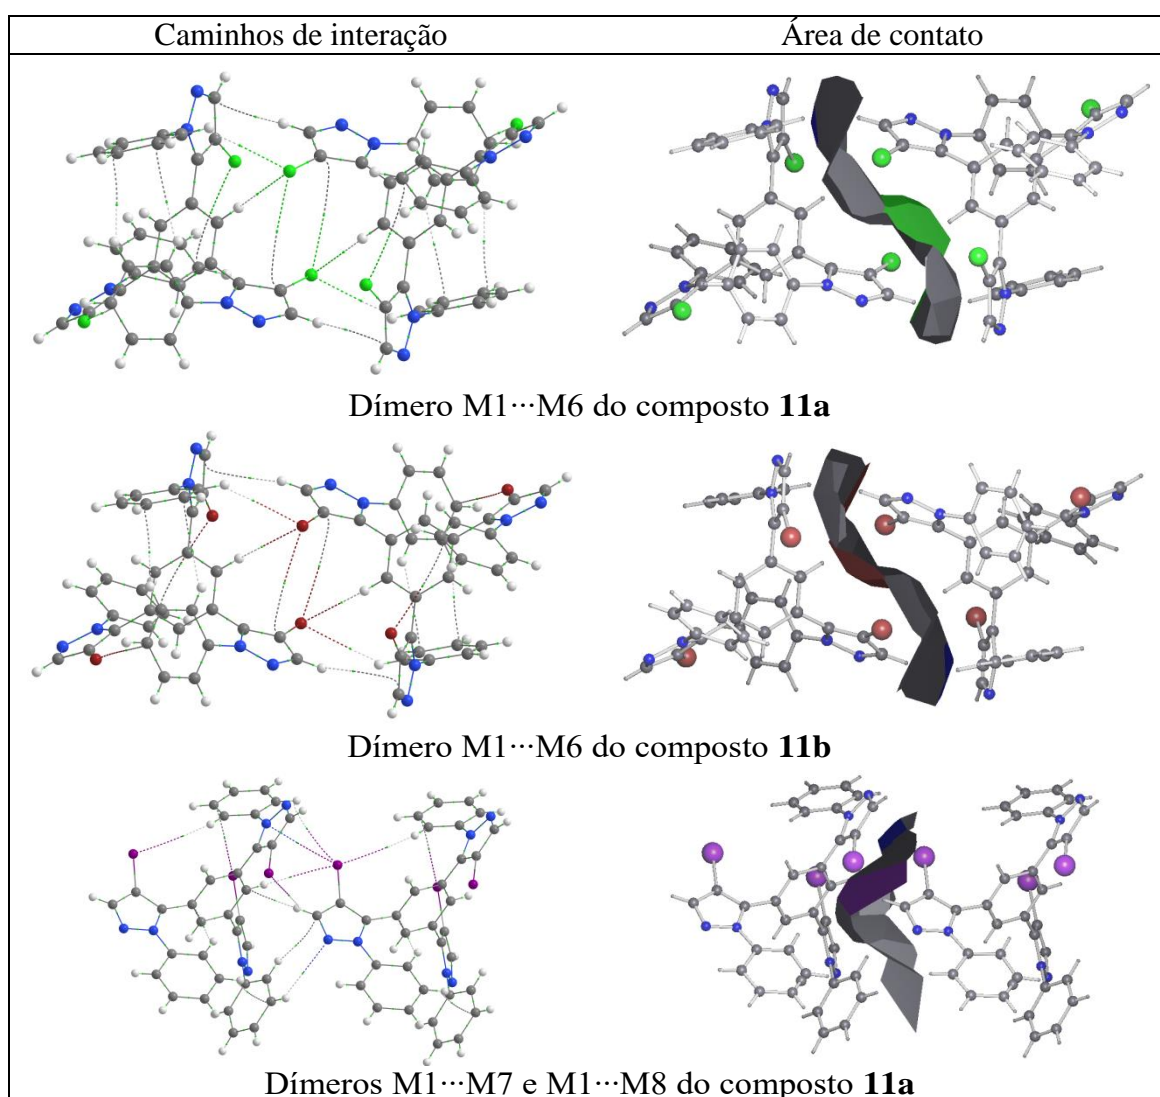 Caminhos de interação
Área de contato
Dímero M1···M6 do composto 11a
Dímero M1···M6 do composto 11b
Dímeros M1···M7 e M1···M8 do composto 11a